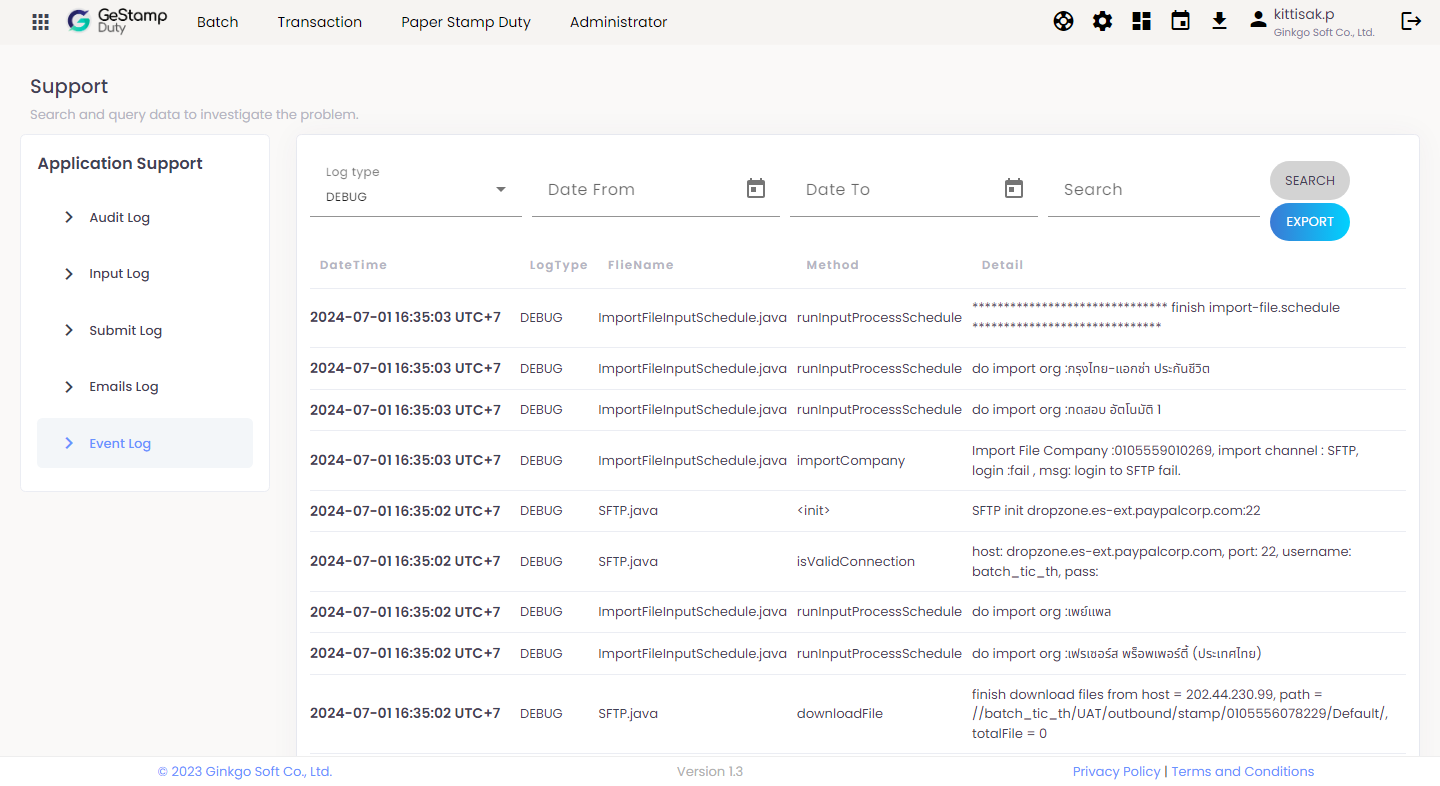 GeStamp
Duty
Batch
Transaction
Paper Stamp Duty
Administrator
kittisak.p
Ginkgo Soft Co., Ltd.
Support
Search and query data to investigate the problem.
Application Support
Audit Log
Input Log
Submit Log
Emails Log
Event Log
Log type
DEBUG
Date From
Date To
Search
SEARCH
EXPORT
DateTime LogType FlieName Method Detail
2024-07-01 16:35:03 UTC+7 DEBUG ImportFileInputSchedule.java runInputProcessSchedule ******************************* finish import-file.schedule
******************************
2024-07-01 16:35:03 UTC+7 DEBUG ImportFileInputSchedule.java runInputProcessSchedule do import org :กรุงไทย-แอกซ่า ประกันชีวิต
2024-07-01 16:35:03 UTC+7 DEBUG ImportFileInputSchedule.java runInputProcessSchedule do import org :ทดสอบ อัตโนมัติ 1
2024-07-01 16:35:03 UTC+7 DEBUG ImportFileInputSchedule.java importCompany Import File Company :0105559010269, import channel : SFTP,
login :fail , msg: login to SFTP fail.
2024-07-01 16:35:02 UTC+7 DEBUG SFTP.java <init> SFTP init dropzone.es-ext.paypalcorp.com:22
2024-07-01 16:35:02 UTC+7 DEBUG SFTP.java isValidConnection host: dropzone.es-ext.paypalcorp.com, port: 22, username:
batch_tic_th, pass:
2024-07-01 16:35:02 UTC+7 DEBUG ImportFileInputSchedule.java runInputProcessSchedule do import org :เพย์แพล
2024-07-01 16:35:02 UTC+7 DEBUG ImportFileInputSchedule.java runInputProcessSchedule do import org :เฟรเซอร์ส พร็อพเพอร์ตี้ (ประเทศไทย)
2024-07-01 16:35:02 UTC+7 DEBUG SFTP.java downloadFile finish download files from host = 202.44.230.99, path =
//batch_tic_th/UAT/outbound/stamp/0105556078229/Default/,
totalFile = 0
© 2023 Ginkgo Soft Co., Ltd.
Version 1.3
Privacy Policy | Terms and Conditions